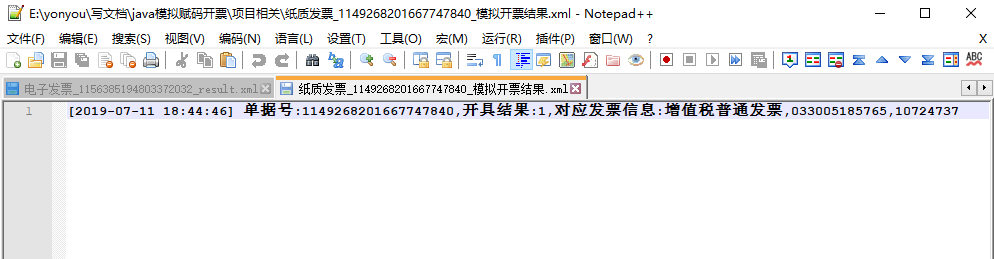 E:\yonyou\写文档\java模拟赋码开票\项目相关\纸质发票_1149268201667747840_模拟开票结果.xml - Notepad++
文件(F) 编辑(E) 搜索(S) 视图(V) 编码(N) 语言(L) 设置(T) 工具(O) 宏(M) 运行(R) 插件(P) 窗口(W) ? X
电子发票_1156385194803372032_result.xml 纸质发票_1149268201667747840_模拟开票结果.xml
1 [2019-07-11 18:44:46] 单据号:1149268201667747840,开具结果:1,对应发票信息:增值税普通发票,033005185765,10724737